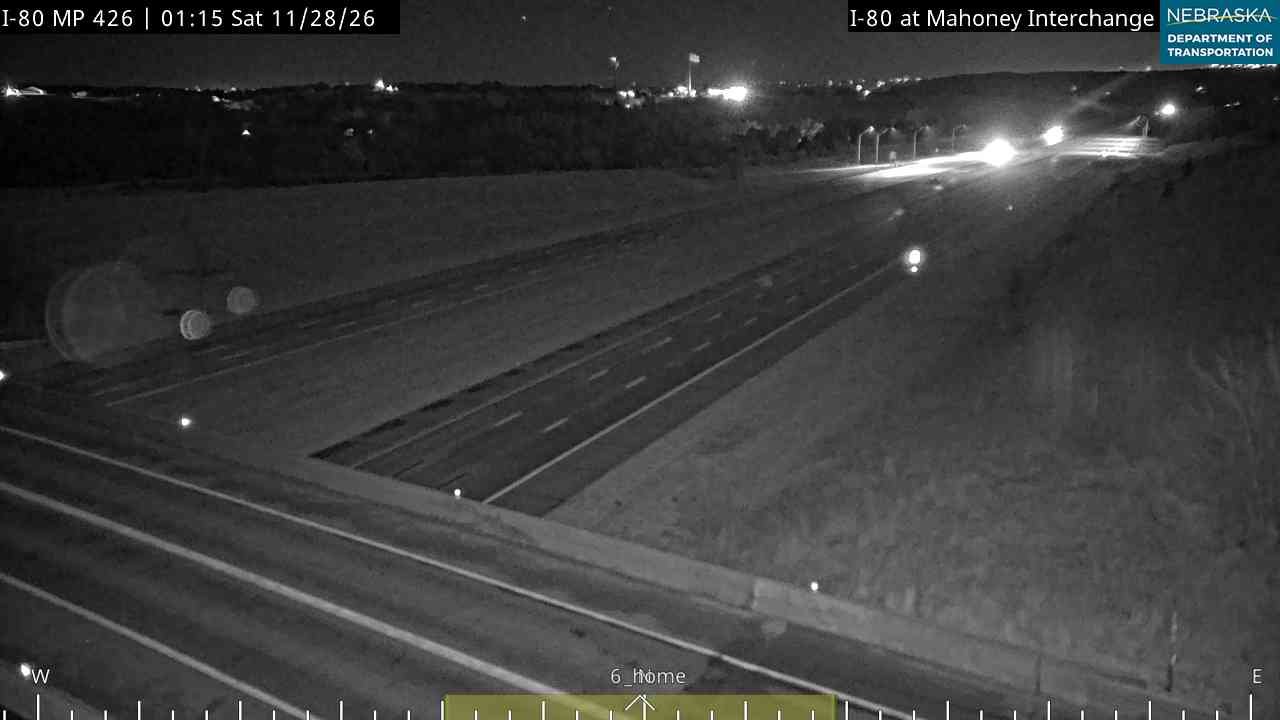 I-80 MP 426 | 01:15 Sat 11/28/26
I-80 at Mahoney Interchange
NEBRASKA
DEPARTMENT OF
TRANSPORTATION
W
6_home
N
E